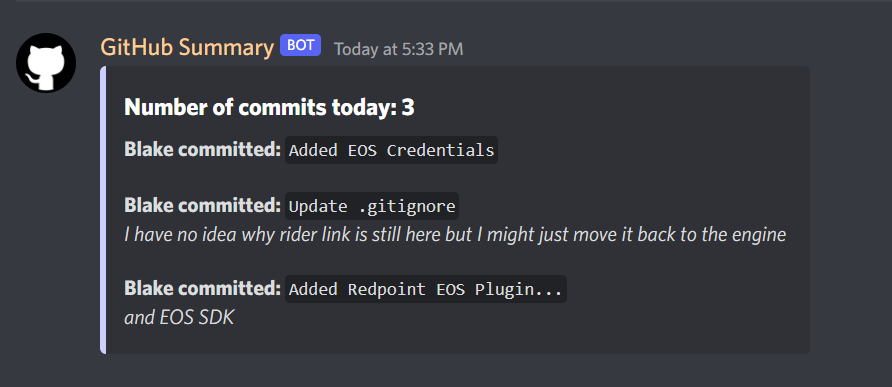 GitHub Summary BOT Today at 5:33 PM
Number of commits today: 3
Blake committed: Added EOS Credentials
Blake committed: Update .gitignore
I have no idea why rider link is still here but I might just move it back to the engine
Blake committed: Added Redpoint EOS Plugin...
and EOS SDK